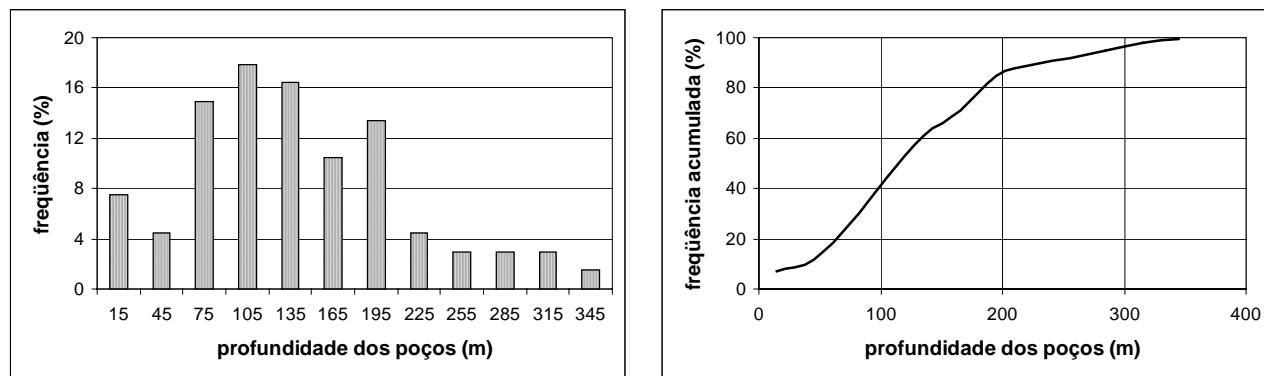 freqüência (%)
20
16
12
8
4
0
15 45 75 105 135 165 195 225 255 285 315 345
profundidade dos poços (m)
freqüência acumulada (%)
100
80
60
40
20
0
0 100 200 300 400
profundidade dos poços (m)